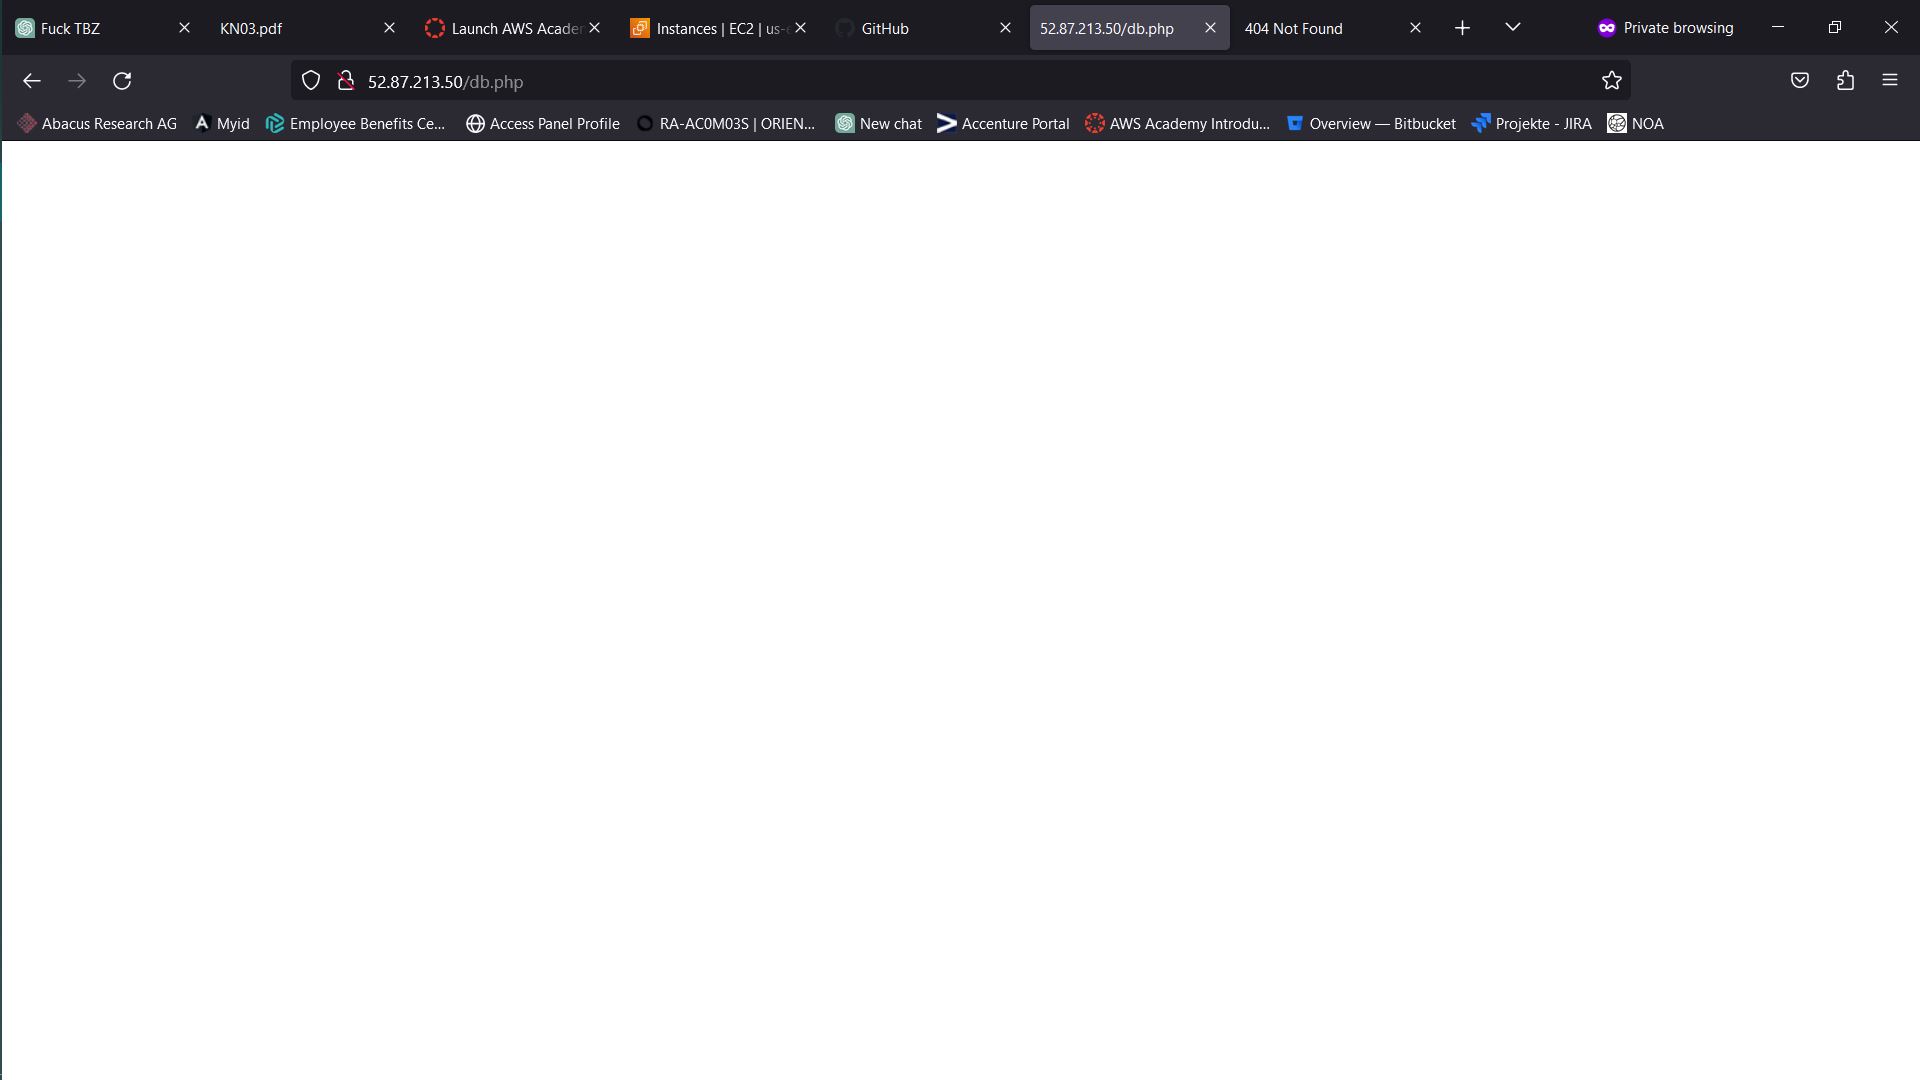 Fuck TBZ
KN03.pdf
Launch AWS Acader
Instances | EC2 | us-e
GitHub
52.87.213.50/db.php
404 Not Found
Private browsing
52.87.213.50/db.php
Abacus Research AG
Myid
Employee Benefits Ce...
Access Panel Profile
RA-AC0M03S | ORIEN...
New chat
Accenture Portal
AWS Academy Introdu...
Overview — Bitbucket
Projekte - JIRA
NOA